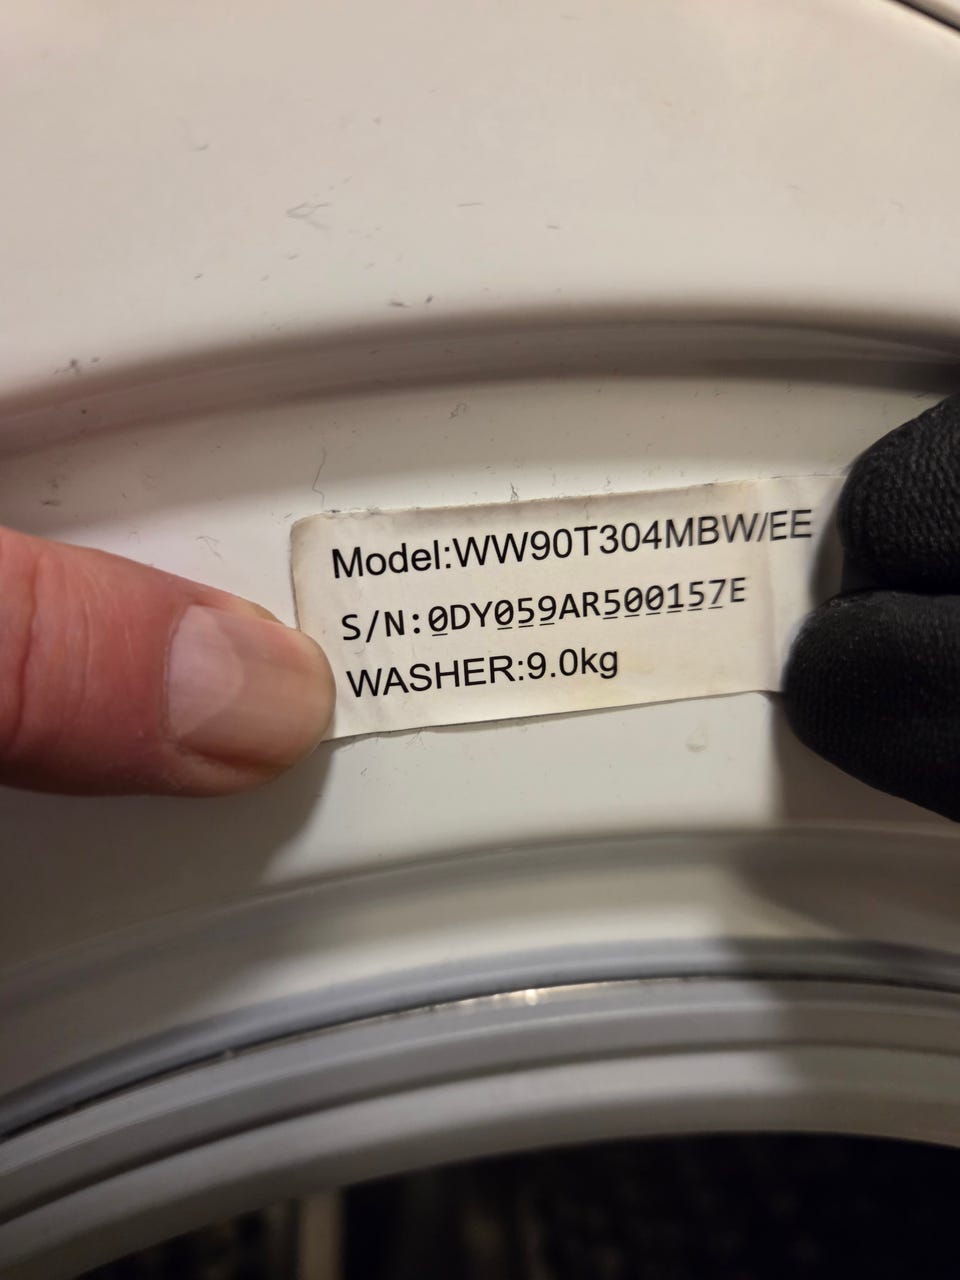 Model:WW90T304MBW/EE
S/N:0DY059AR500157E
WASHER:9.0kg